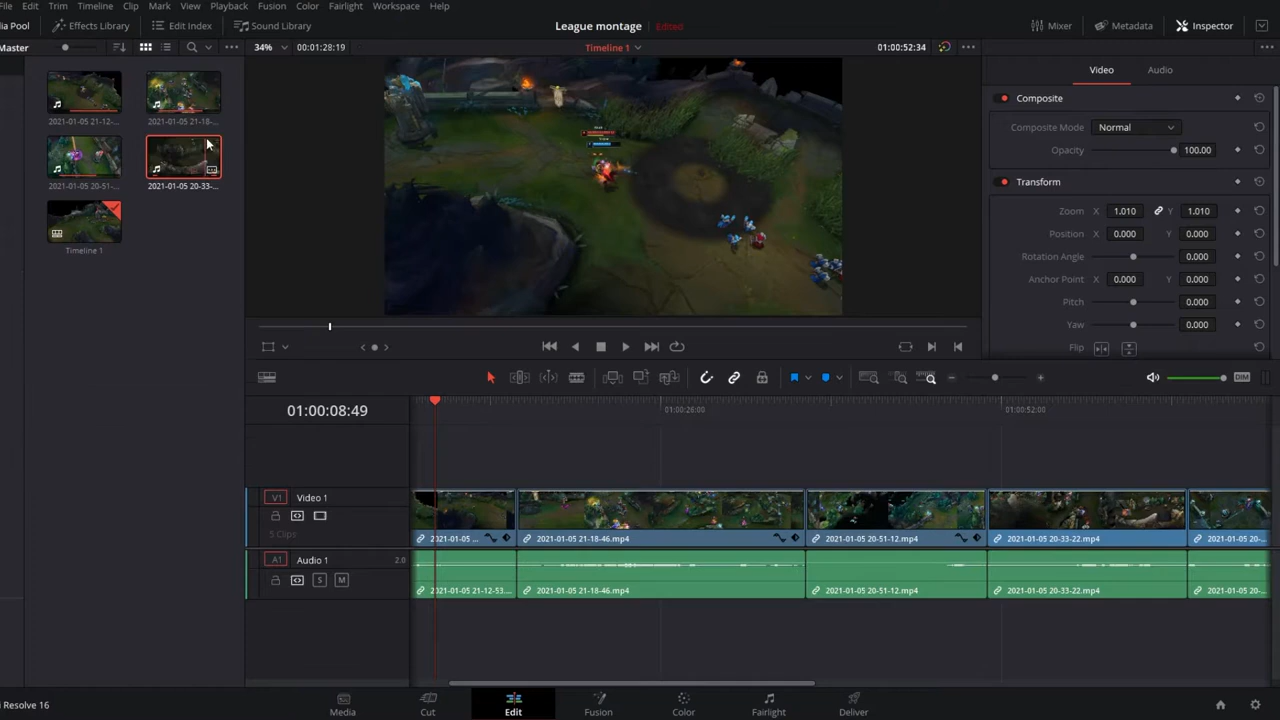 File Edit Trim Timeline Clip Mark View Playback Fusion Color Fairlight Workspace Help
ia Pool Effects Library Edit Index Sound Library League montage Edited Mixer Metadata Inspector
Master 34% 00:01:28:19 Timeline 1 01:00:52:34
Video Audio
2021-01-05 21-12-... 2021-01-05 21-18-...
2021-01-05 20-51-... 2021-01-05 20-33-...
Timeline 1
Composite
Composite Mode Normal
Opacity 100.00
Transform
Zoom X 1.010 Y 1.010
Position X 0.000 Y 0.000
Rotation Angle 0.000
Anchor Point X 0.000 Y 0.000
Pitch 0.000
Yaw 0.000
Flip
DIM
01:00:08:49
01:00:26:00 01:00:52:00
V1 Video 1
5 Clips
2021-01-05 ... 2021-01-05 21-18-46.mp4 2021-01-05 20-51-12.mp4 2021-01-05 20-33-22.mp4 2021-01-05 20-...
A1 Audio 1 2.0
S M
2021-01-05 21-12-53.... 2021-01-05 21-18-46.mp4 2021-01-05 20-51-12.mp4 2021-01-05 20-33-22.mp4 2021-01-05 20-...
i Resolve 16 Media Cut Edit Fusion Color Fairlight Deliver